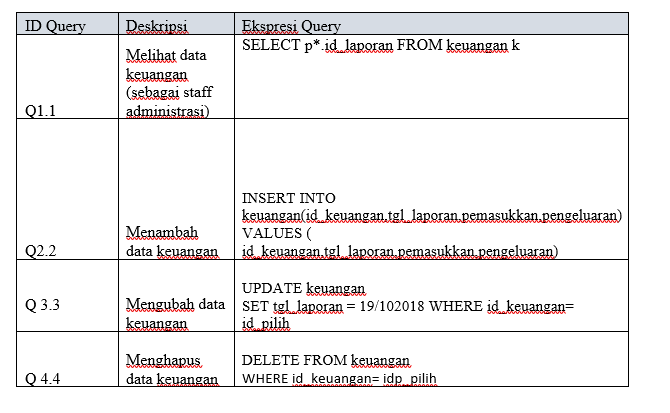 ID Query Deskripsi Ekspresi Query
Q1.1
Melihat data
keuangan
(sebagai staff
administrasi)
SELECT p*.id_laporan FROM keuangan k
Q2.2
Menambah
data keuangan
INSERT INTO
keuangan(id_keuangan,tgl_laporan,pemasukkan,pengeluaran)
VALUES (
id_keuangan,tgl_laporan,pemasukkan,pengeluaran)
Q 3.3
Mengubah data
keuangan
UPDATE keuangan
SET tgl_laporan = 19/102018 WHERE id_keuangan=
id_pilih
Q 4.4
Menghapus
data keuangan
DELETE FROM keuangan
WHERE id_keuangan= idp_pilih